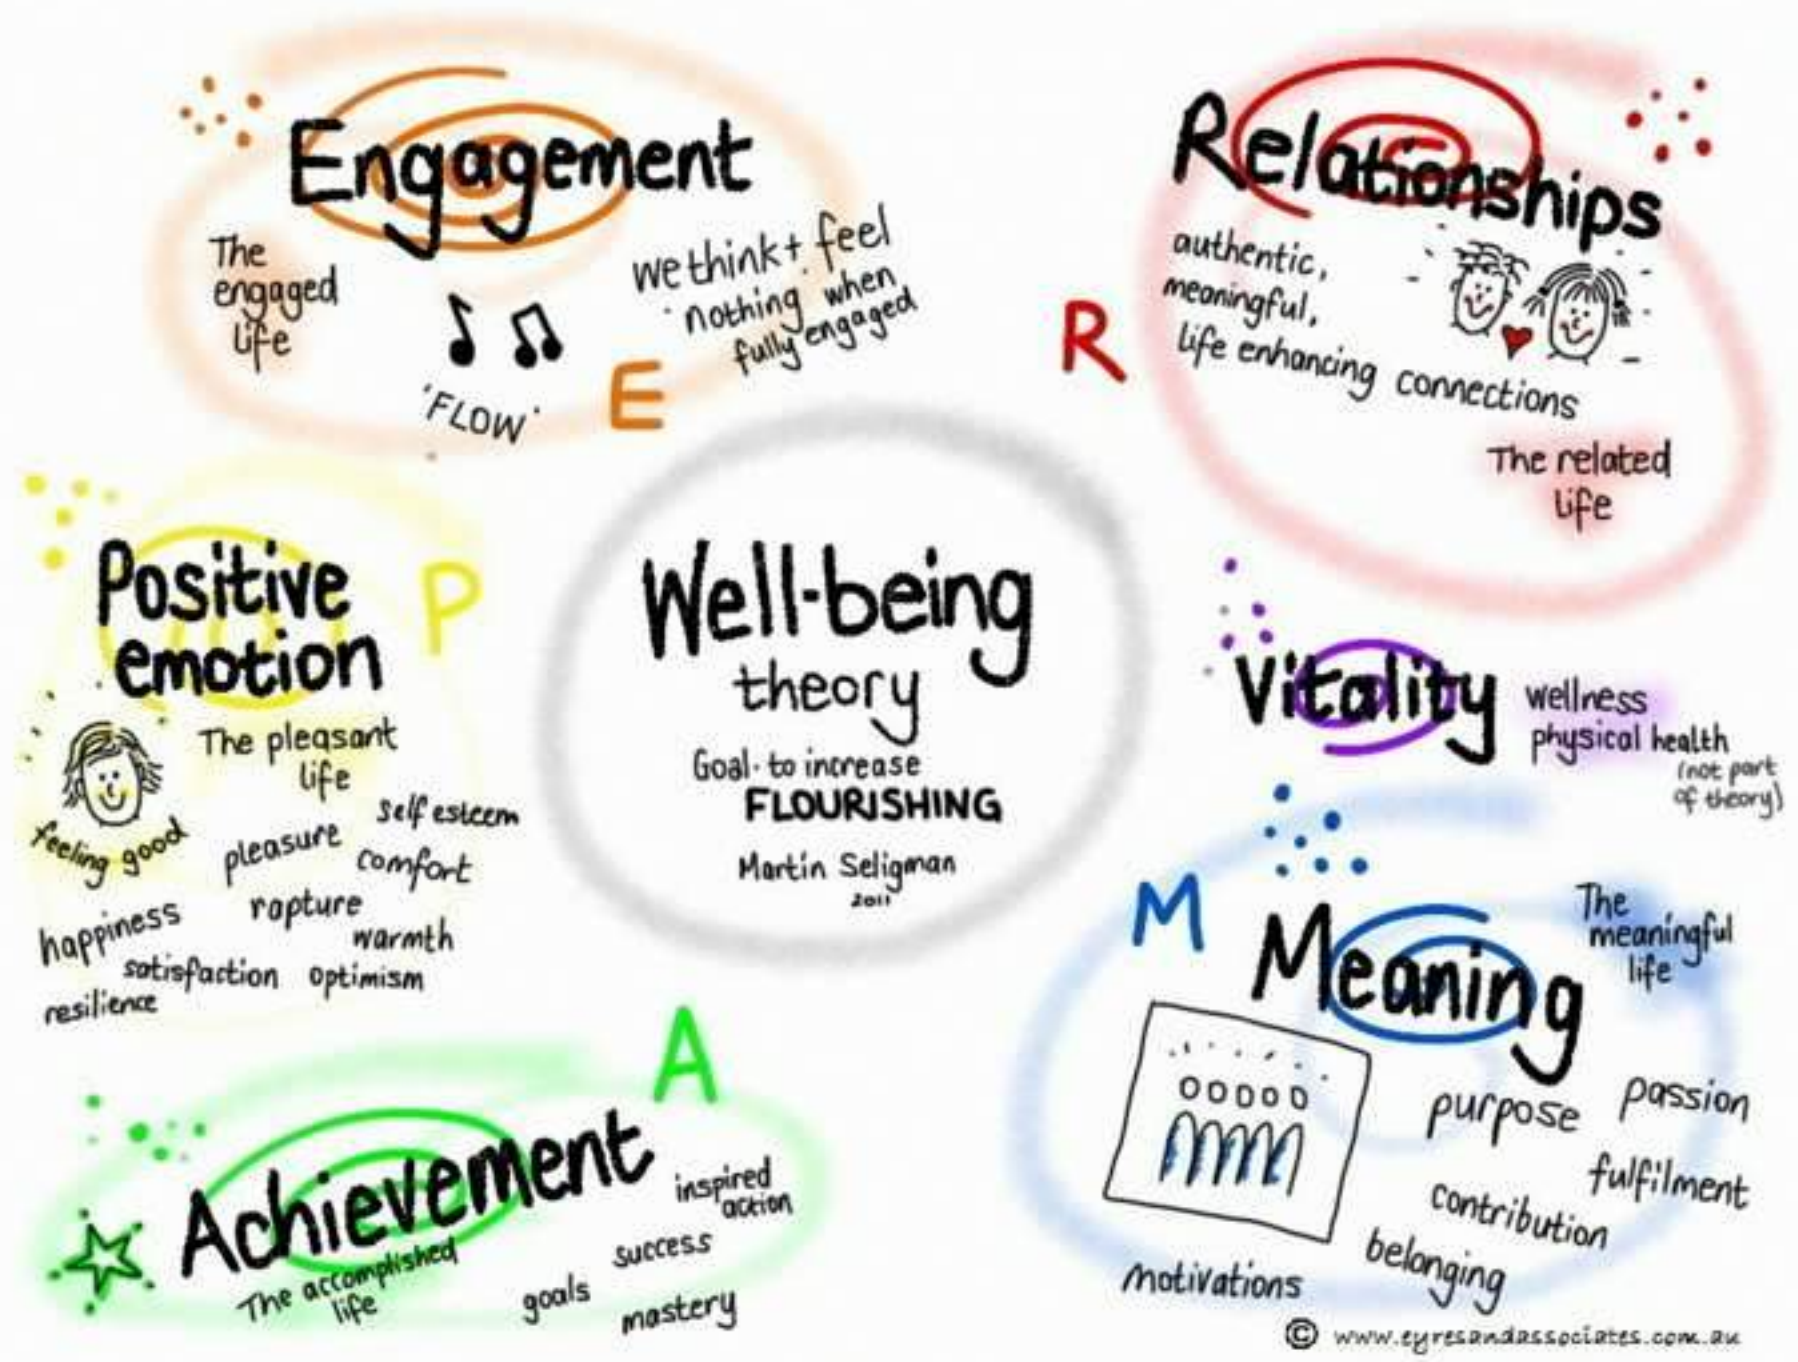 Engagement
The
engaged
life
'FLOW'
we think + feel
nothing when
fully engaged
E
Relationships
authentic,
meaningful,
life enhancing connections
The related
life
R
Positive
emotion
P
The pleasant
life
feeling good
self esteem
pleasure
comfort
happiness
rapture
warmth
satisfaction
optimism
resilience
Well-being
theory
Goal - to increase
FLOURISHING
Martin Seligman
2011
Vitality
wellness
physical health
(not part
of theory)
M
Meaning
The
meaningful
life
purpose
passion
fulfilment
contribution
belonging
motivations
A
Achievement
The accomplished
life
inspired
action
success
goals
mastery
© www.eyresandassociates.com.au